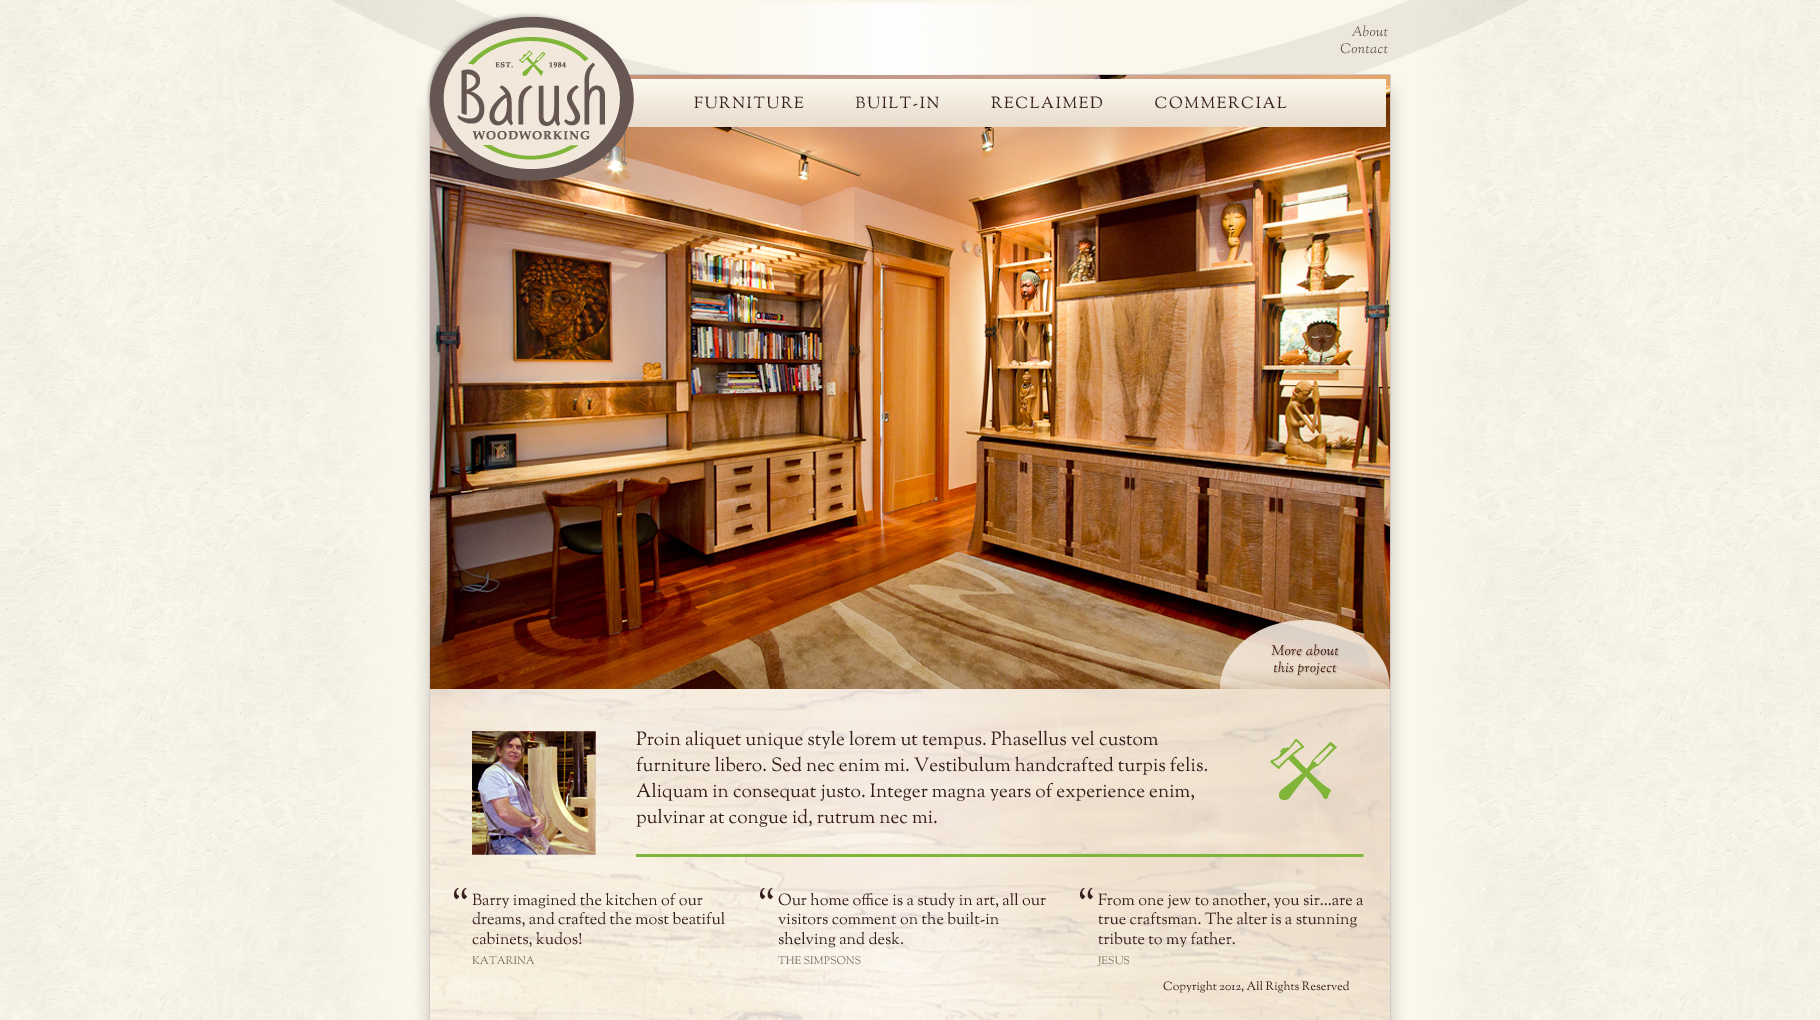 About
Contact
EST. 1984
Barush
WOODWORKING
FURNITURE BUILT-IN RECLAIMED COMMERCIAL
More about
this project
Proin aliquet unique style lorem ut tempus. Phasellus vel custom
furniture libero. Sed nec enim mi. Vestibulum handcrafted turpis felis.
Aliquam in consequat justo. Integer magna years of experience enim,
pulvinar at congue id, rutrum nec mi.
“ Barry imagined the kitchen of our
dreams, and crafted the most beatiful
cabinets, kudos!
KATARINA
“ Our home office is a study in art, all our
visitors comment on the built-in
shelving and desk.
THE SIMPSONS
“ From one jew to another, you sir...are a
true craftsman. The alter is a stunning
tribute to my father.
JESUS
Copyright 2012, All Rights Reserved